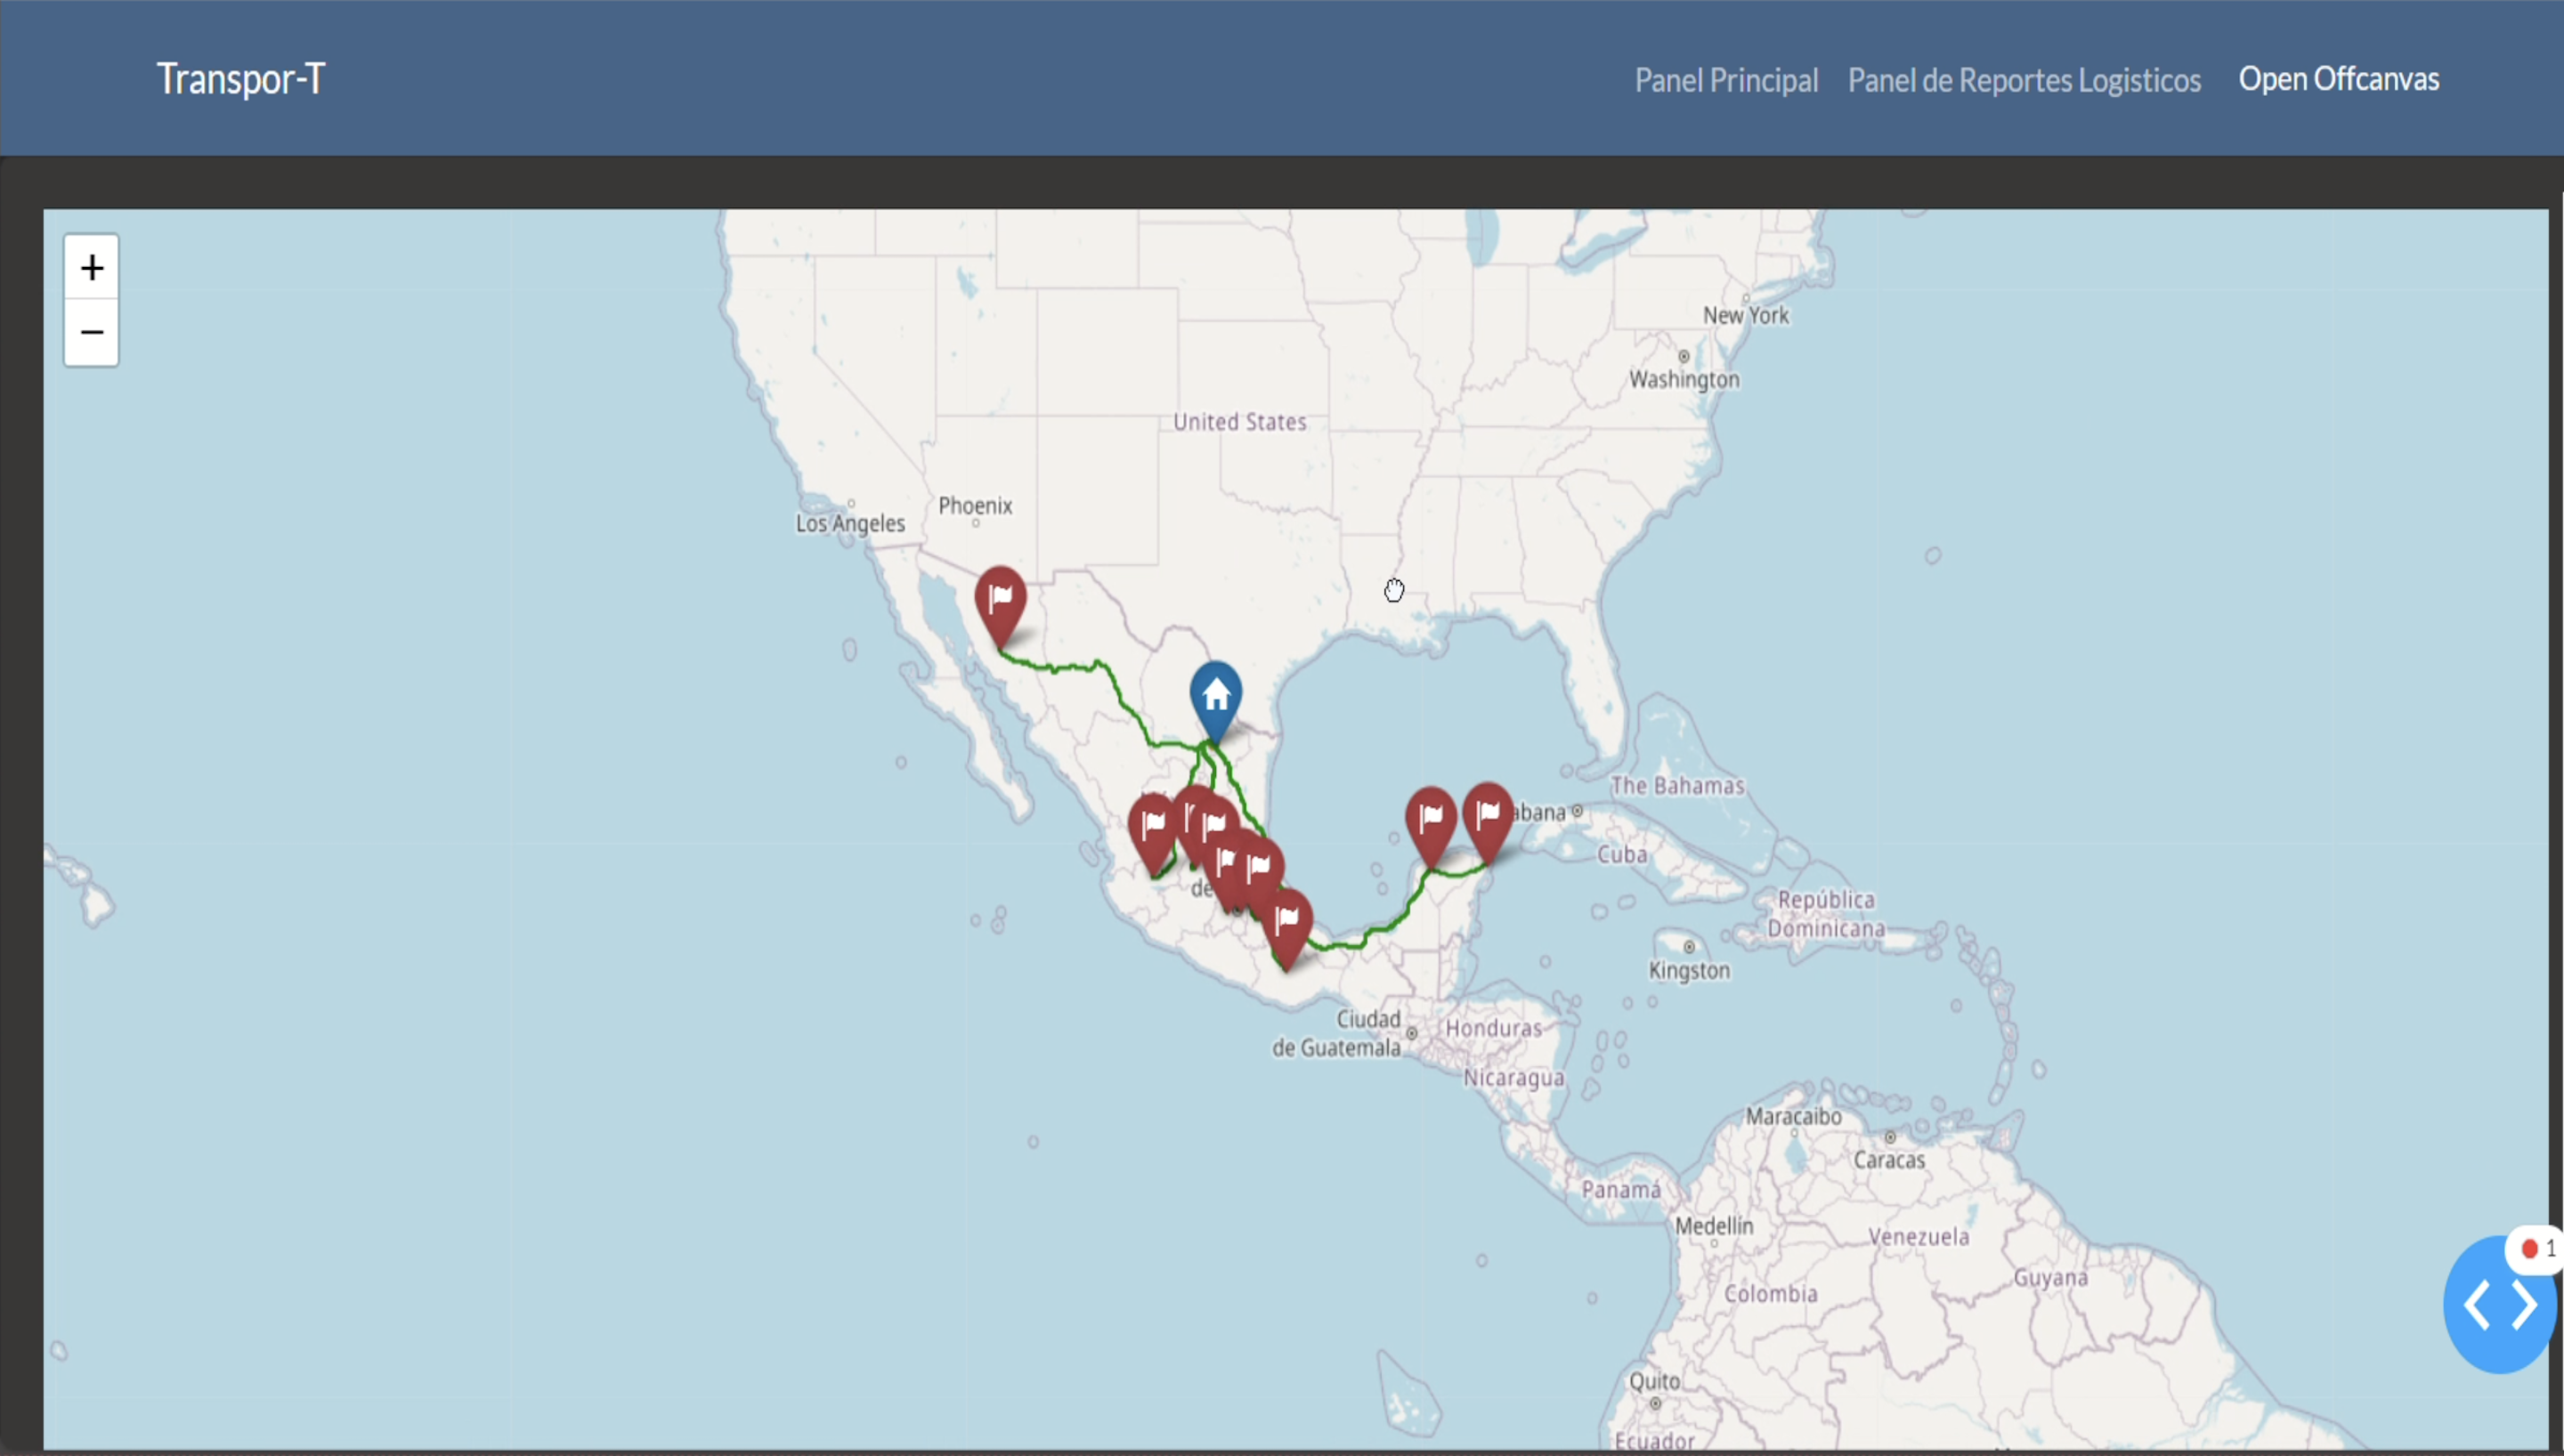 Transpor-T
Panel Principal
Panel de Reportes Logisticos
Open Offcanvas
+
−
New York
Washington
United States
Phoenix
Los Angeles
The Bahamas
abana
Cuba
de
República
Dominicana
Kingston
Ciudad
de Guatemala
Honduras
Nicaragua
Maracaibo
Caracas
Panamá
Medellín
Venezuela
1
Guyana
Colombia
Quito
Ecuador